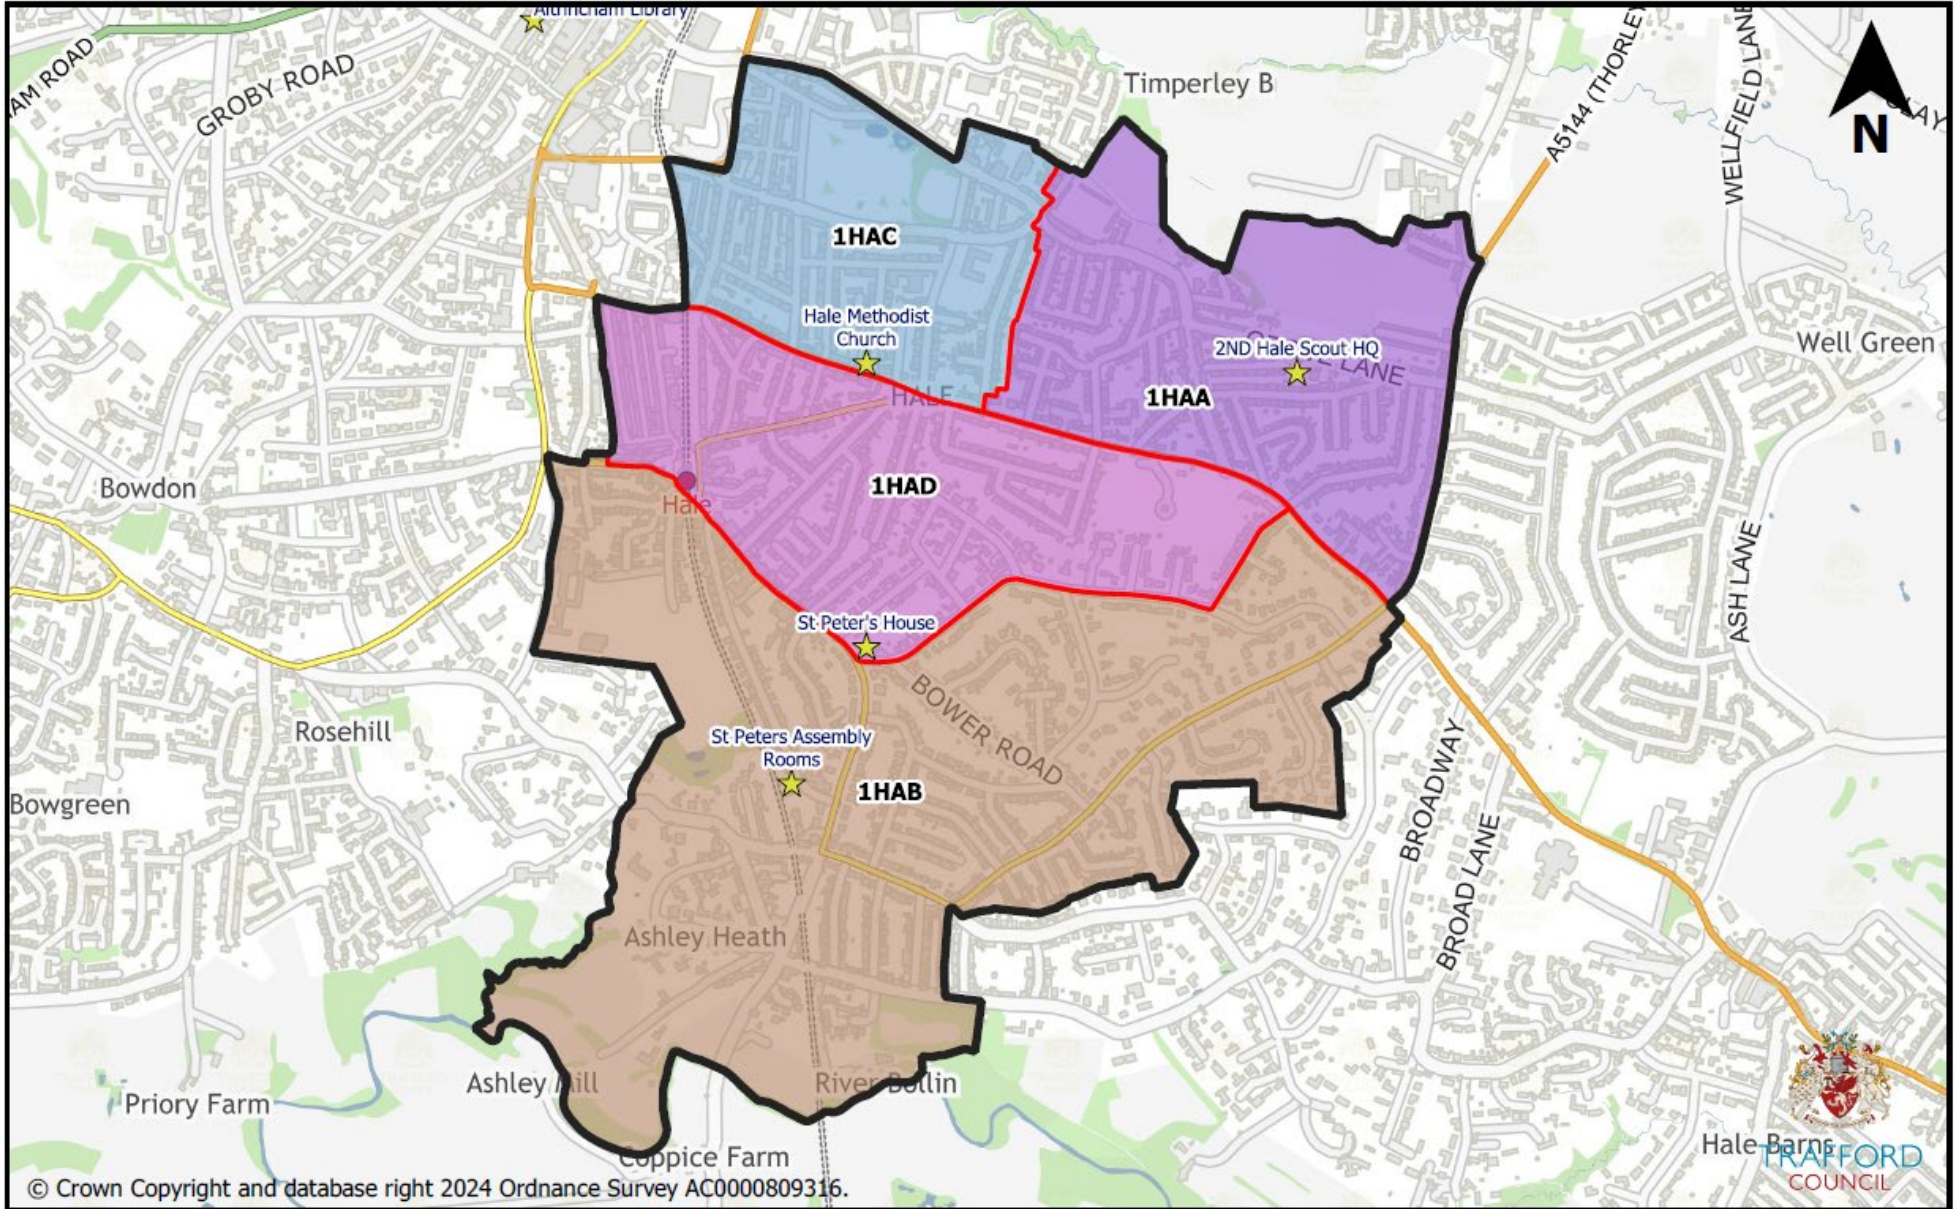 Altrincham Library
Timperley B
AM ROAD
GROBY ROAD
A5144 (THORLEY
WELLFIELD LANE
N
1HAC
Hale Methodist
Church
2ND Hale Scout HQ
LANE
Well Green
HALE
1HAA
Bowdon
1HAD
Hale
ASH LANE
St Peter's House
BOWER ROAD
Rosehill
St Peters Assembly
Rooms
1HAB
Bowgreen
BROADWAY
BROAD LANE
Ashley Heath
Ashley Mill
River Bollin
Priory Farm
Coppice Farm
Hale Barns
TRAFFORD
COUNCIL
© Crown Copyright and database right 2024 Ordnance Survey AC0000809316.